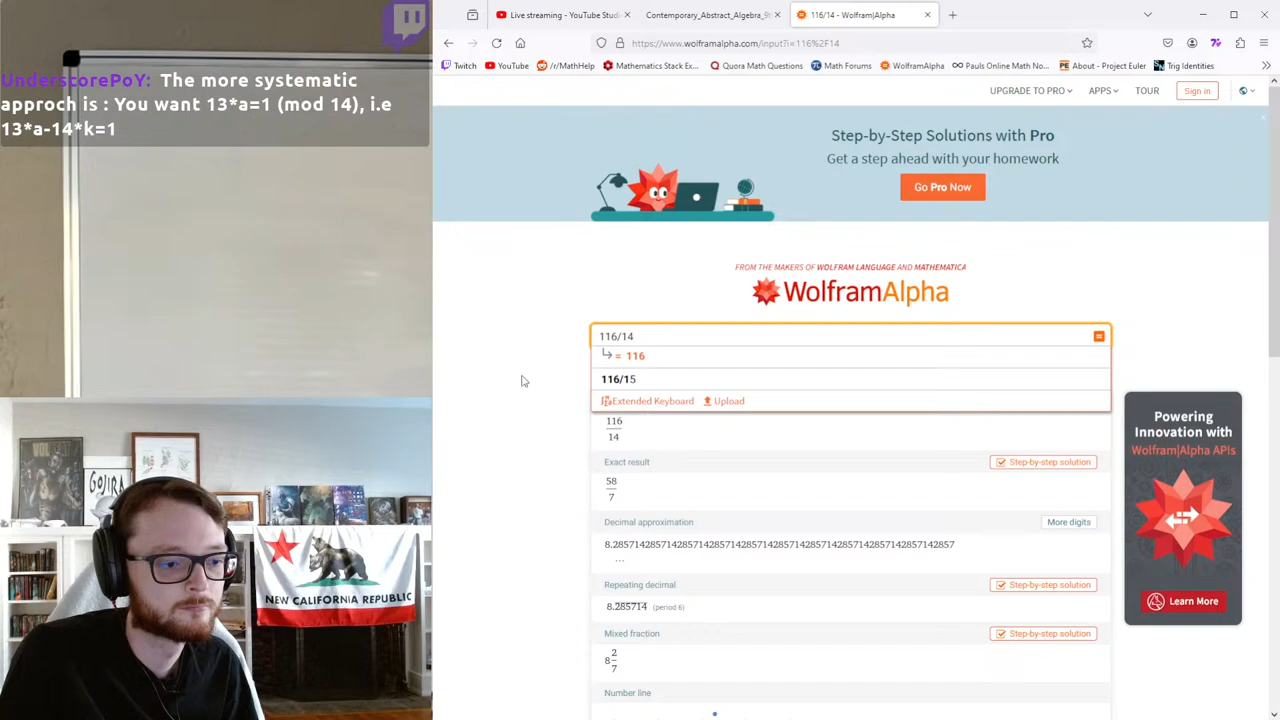 UnderscorePoY: The more systematic
approch is : You want 13*a=1 (mod 14), i.e
13*a-14*k=1
Live streaming - YouTube Studi
Contemporary_Abstract_Algebra_9t
116/14 - Wolfram|Alpha
https://www.wolframalpha.com/input?i=116%2F14
Twitch
YouTube
/r/MathHelp
Mathematics Stack Ex...
Quora Math Questions
Math Forums
WolframAlpha
Pauls Online Math No...
About - Project Euler
Trig Identities
UPGRADE TO PRO
APPS
TOUR
Sign in
Step-by-Step Solutions with Pro
Get a step ahead with your homework
Go Pro Now
FROM THE MAKERS OF WOLFRAM LANGUAGE AND MATHEMATICA
WolframAlpha
116/14
= 116
116/15
Extended Keyboard
Upload
116
14
Exact result
Step-by-step solution
58
7
Decimal approximation
More digits
8.2857142857142857142857142857142857142857142857142857142857
...
Repeating decimal
Step-by-step solution
8.285714 (period 6)
Mixed fraction
Step-by-step solution
8 2
7
Number line
Powering
Innovation with
Wolfram|Alpha APIs
Learn More
GOJIRA
NEW CALIFORNIA REPUBLIC